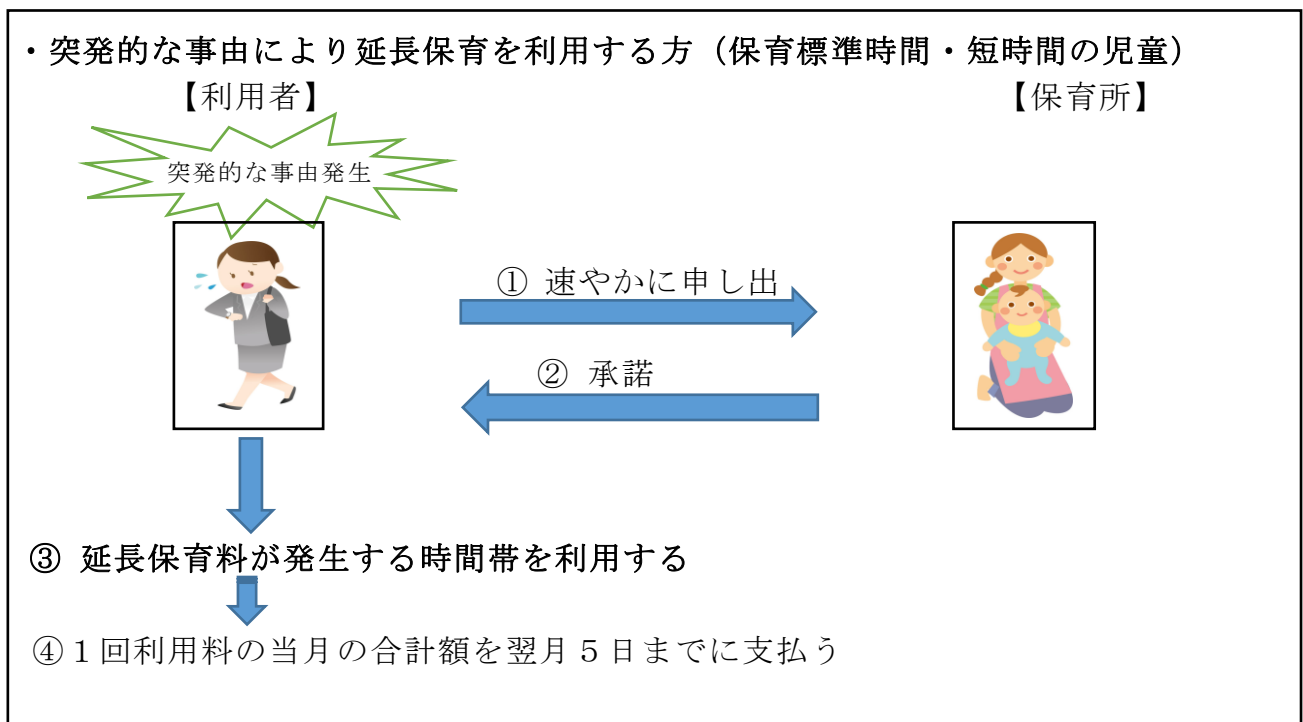 ・突発的な事由により延長保育を利用する方（保育標準時間・短時間の児童）
【利用者】
【保育所】
突発的な事由発生
① 速やかに申し出
② 承諾
③ 延長保育料が発生する時間帯を利用する
④１回利用料の当月の合計額を翌月５日までに支払う